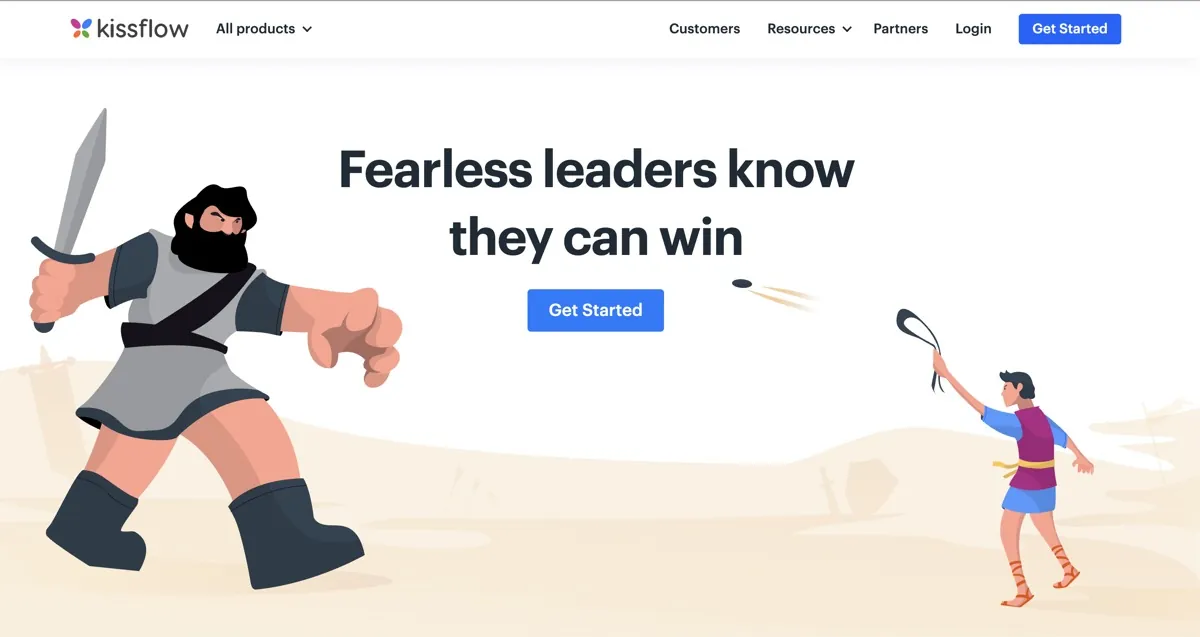 kissflow
All products
Customers
Resources
Partners
Login
Get Started
Fearless leaders know
they can win
Get Started